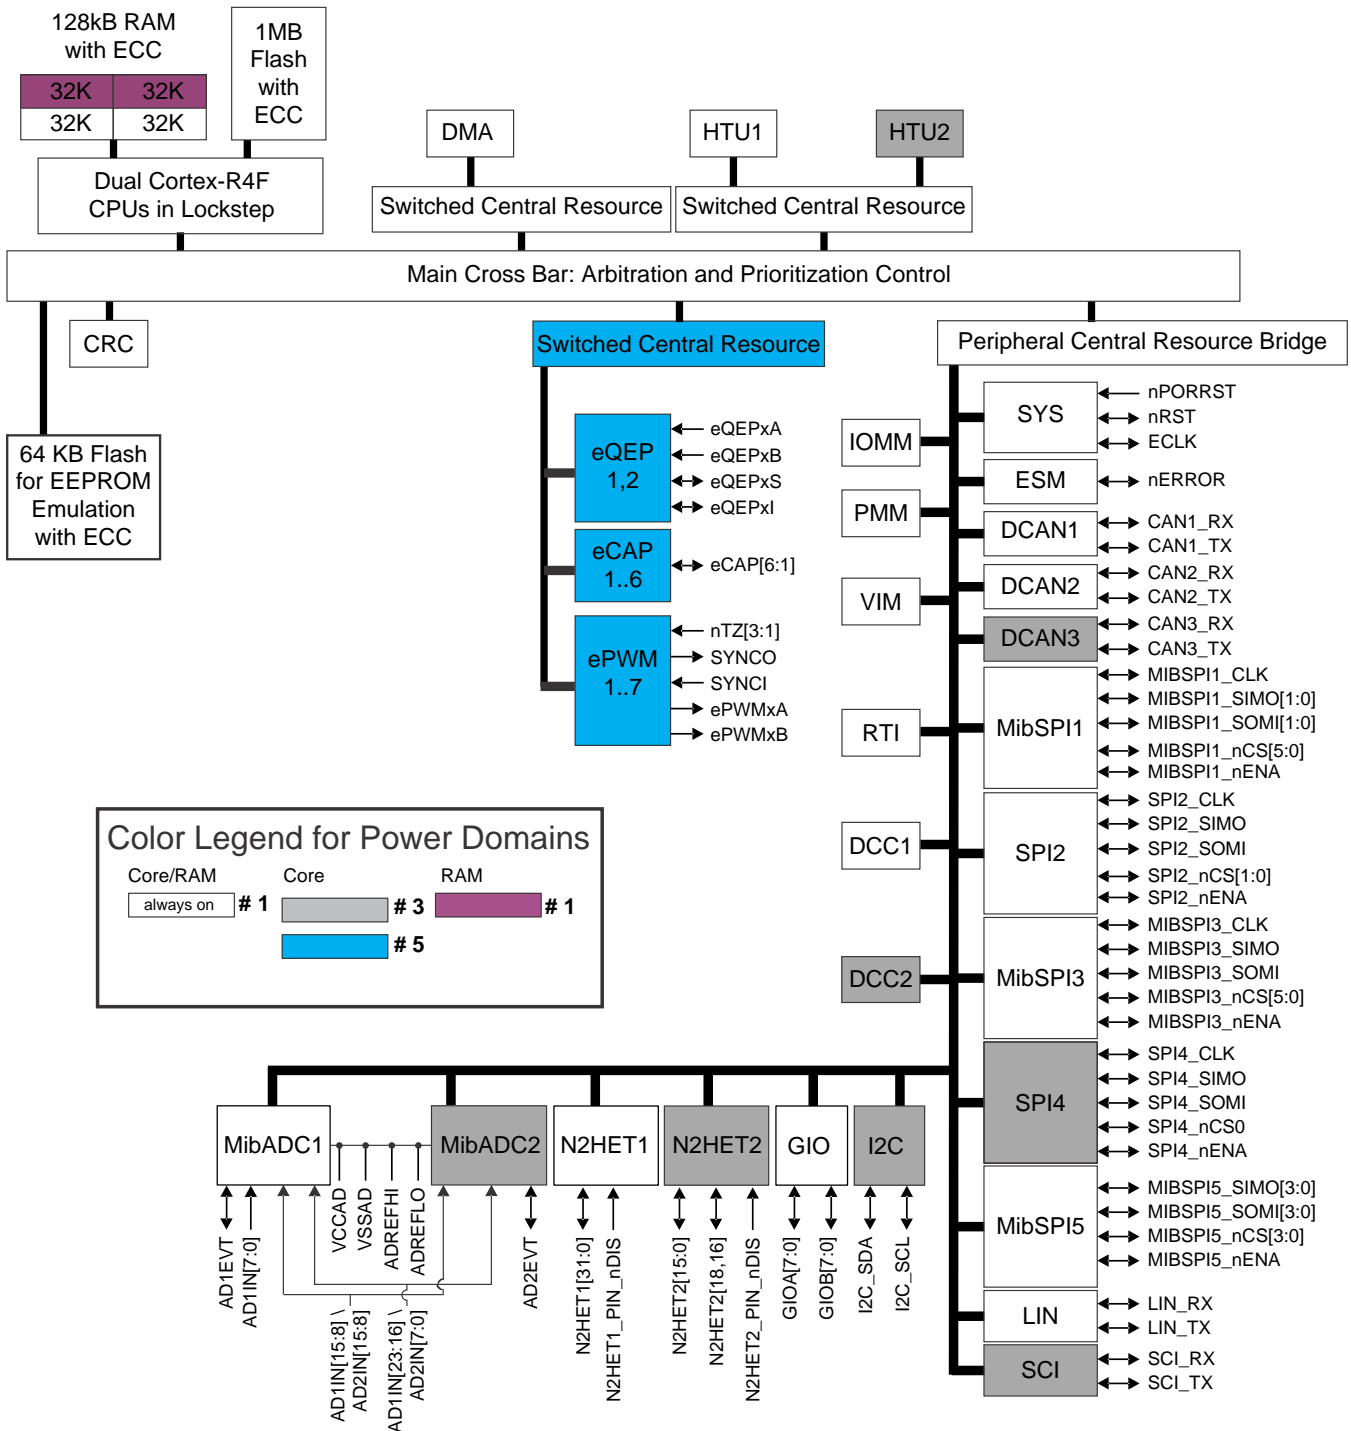 128kB RAM
with ECC
32K 32K
32K 32K
1MB
Flash
with
ECC
Dual Cortex-R4F
CPUs in Lockstep
DMA
HTU1
HTU2
Switched Central Resource
Switched Central Resource
Main Cross Bar: Arbitration and Prioritization Control
CRC
64 KB Flash
for EEPROM
Emulation
with ECC
Switched Central Resource
Peripheral Central Resource Bridge
eQEP
1,2
eQEPxA
eQEPxB
eQEPxS
eQEPxI
eCAP
1..6
eCAP[6:1]
ePWM
1..7
nTZ[3:1]
SYNCO
SYNCI
ePWMxA
ePWMxB
IOMM
PMM
VIM
RTI
DCC1
DCC2
SYS
nPORRST
nRST
ECLK
ESM
nERROR
DCAN1
CAN1_RX
CAN1_TX
DCAN2
CAN2_RX
CAN2_TX
DCAN3
CAN3_RX
CAN3_TX
MibSPI1
MIBSPI1_CLK
MIBSPI1_SIMO[1:0]
MIBSPI1_SOMI[1:0]
MIBSPI1_nCS[5:0]
MIBSPI1_nENA
SPI2
SPI2_CLK
SPI2_SIMO
SPI2_SOMI
SPI2_nCS[1:0]
SPI2_nENA
MibSPI3
MIBSPI3_CLK
MIBSPI3_SIMO
MIBSPI3_SOMI
MIBSPI3_nCS[5:0]
MIBSPI3_nENA
SPI4
SPI4_CLK
SPI4_SIMO
SPI4_SOMI
SPI4_nCS0
SPI4_nENA
MibSPI5
MIBSPI5_SIMO[3:0]
MIBSPI5_SOMI[3:0]
MIBSPI5_nCS[3:0]
MIBSPI5_nENA
LIN
LIN_RX
LIN_TX
SCI
SCI_RX
SCI_TX
Color Legend for Power Domains
Core/RAM Core RAM
always on # 1 # 3 # 1
# 5
MibADC1
MibADC2
N2HET1
N2HET2
GIO
I2C
AD1EVT
AD1IN[7:0]
VCCAD
VSSAD
ADREFHI
ADREFLO
AD1IN[15:8] \
AD2IN[15:8]
AD1IN[23:16] \
AD2IN[7:0]
AD2EVT
N2HET1[31:0]
N2HET1_PIN_nDIS
N2HET2[15:0]
N2HET2[18,16]
N2HET2_PIN_nDIS
GIOA[7:0]
GIOB[7:0]
I2C_SDA
I2C_SCL